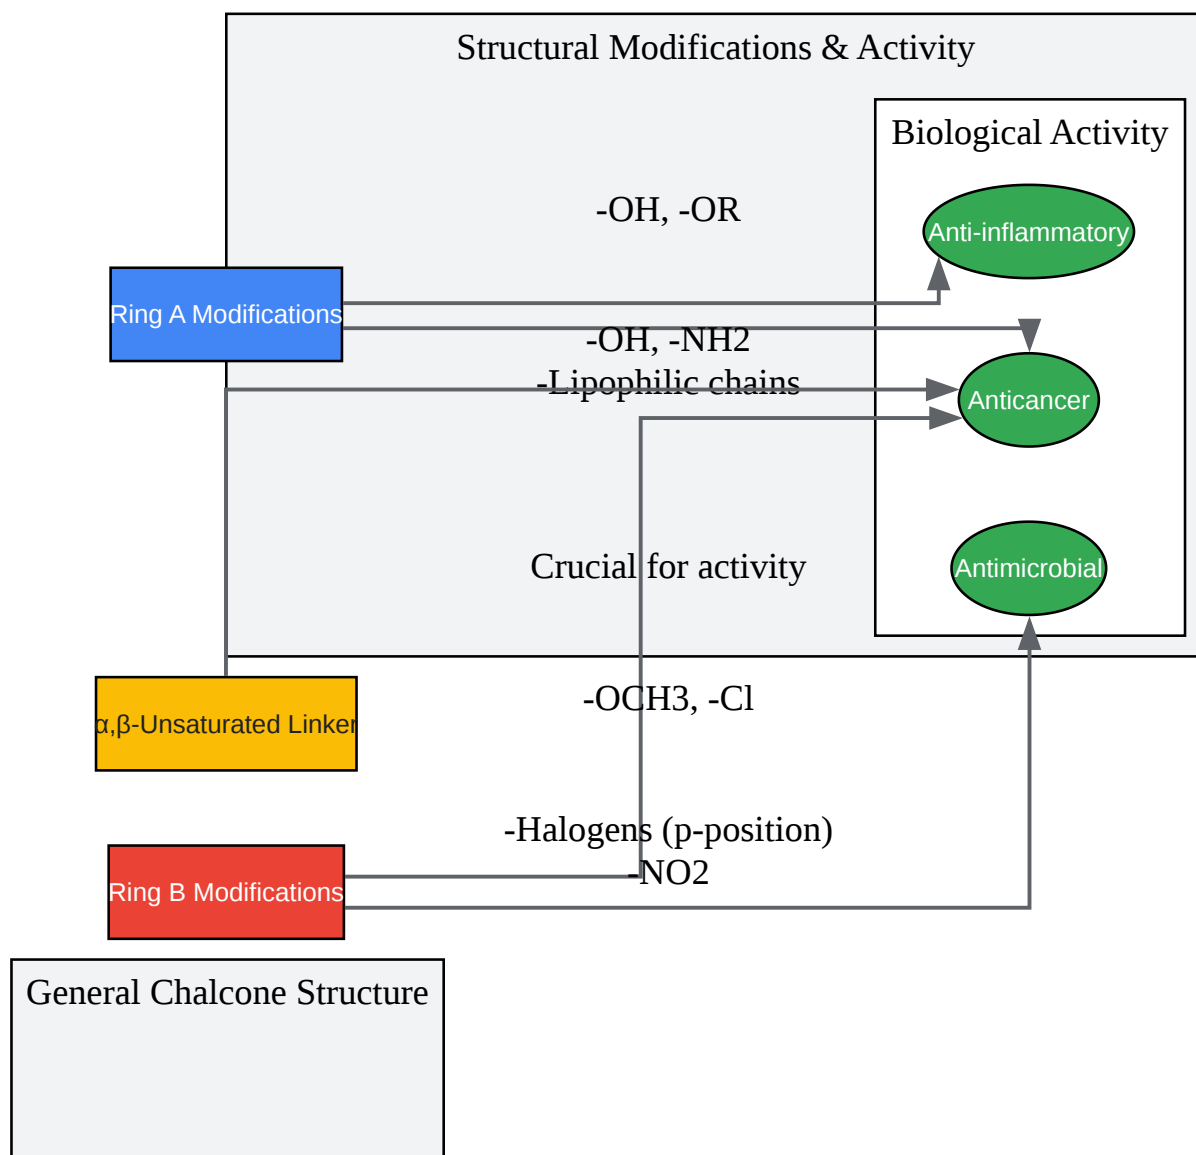 Structural Modifications & Activity
Biological Activity
-OH, -OR
Anti-inflammatory
Ring A Modifications
-OH, -NH2
-Lipophilic chains
Anticancer
Crucial for activity
Antimicrobial
-OCH3, -Cl
α,β-Unsaturated Linker
-Halogens (p-position)
-NO2
Ring B Modifications
General Chalcone Structure